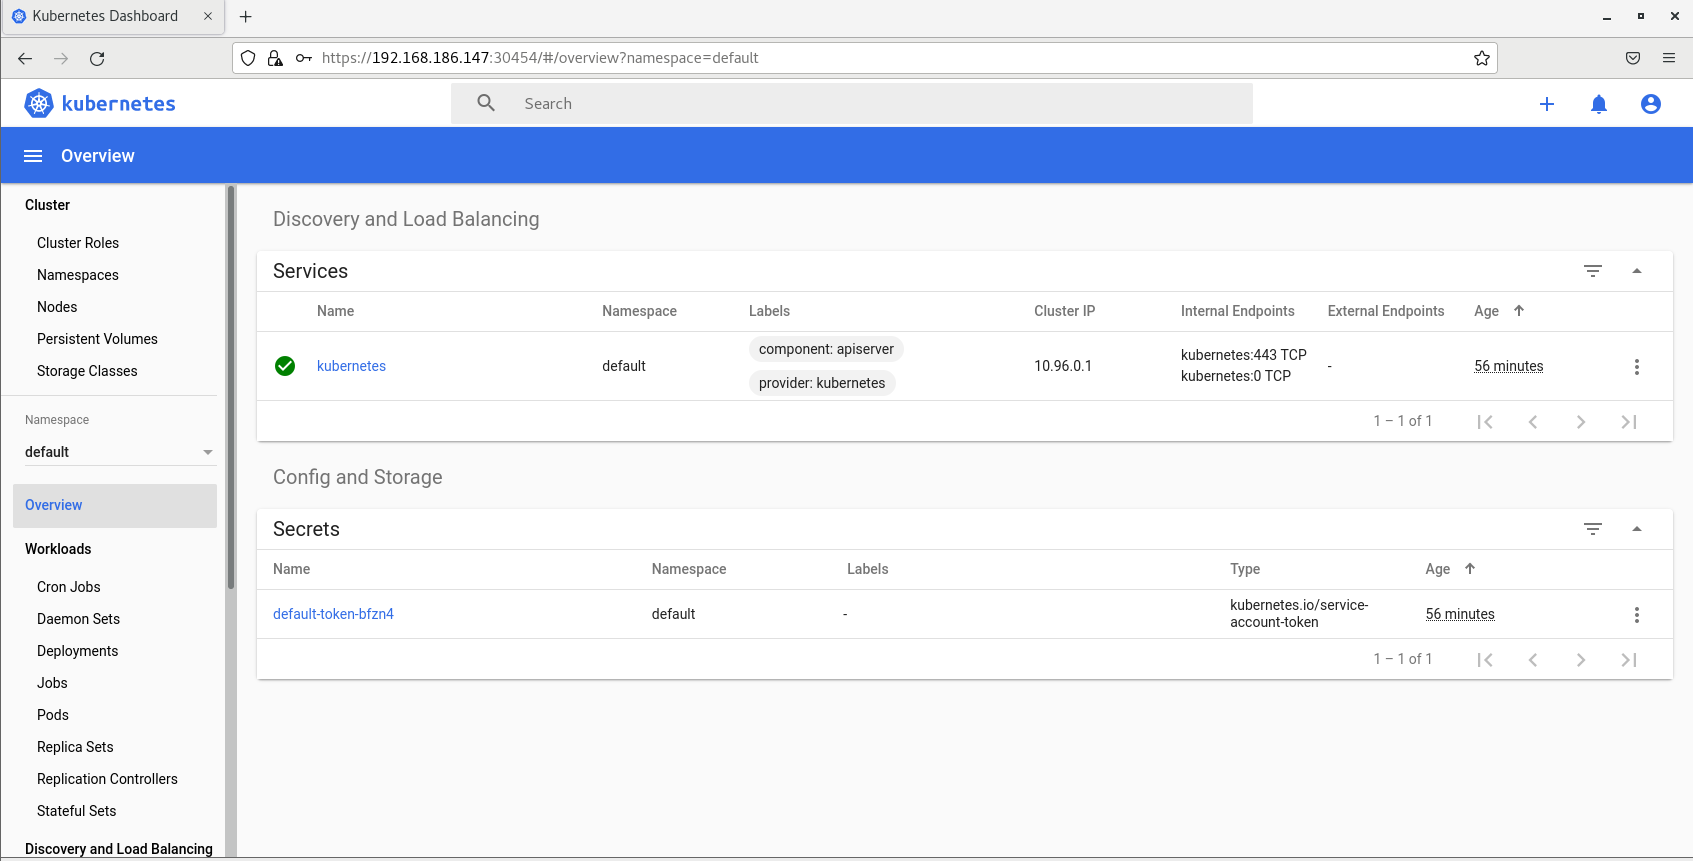 Kubernetes Dashboard
https://192.168.186.147:30454/#/overview?namespace=default
kubernetes
Search
Overview
Cluster
Cluster Roles
Namespaces
Nodes
Persistent Volumes
Storage Classes
Namespace
default
Overview
Workloads
Cron Jobs
Daemon Sets
Deployments
Jobs
Pods
Replica Sets
Replication Controllers
Stateful Sets
Discovery and Load Balancing
Discovery and Load Balancing
Services
Name Namespace Labels Cluster IP Internal Endpoints External Endpoints Age
kubernetes default component: apiserver provider: kubernetes 10.96.0.1 kubernetes:443 TCP kubernetes:0 TCP - 56 minutes
1 – 1 of 1
Config and Storage
Secrets
Name Namespace Labels Type Age
default-token-bfzn4 default - kubernetes.io/service-account-token 56 minutes
1 – 1 of 1